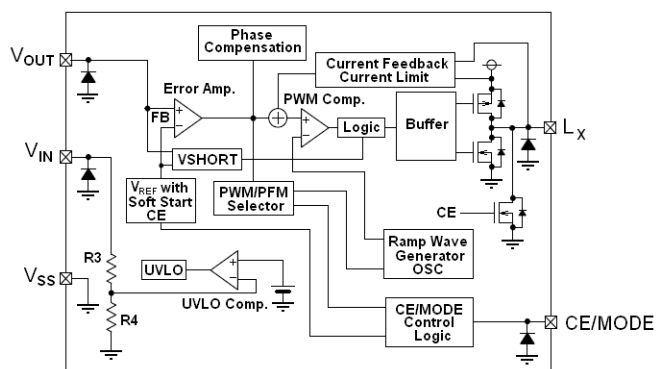 Phase
Compensation
VOUT
Current Feedback
Current Limit
Error Amp.
PWM Comp.
FB
Logic
Buffer
LX
VIN
VSHORT
VREF with
Soft Start
CE
PWM/PFM
Selector
CE
R3
Ramp Wave
Generator
OSC
UVLO
VSS
UVLO Comp.
R4
CE/MODE
Control
Logic
CE/MODE